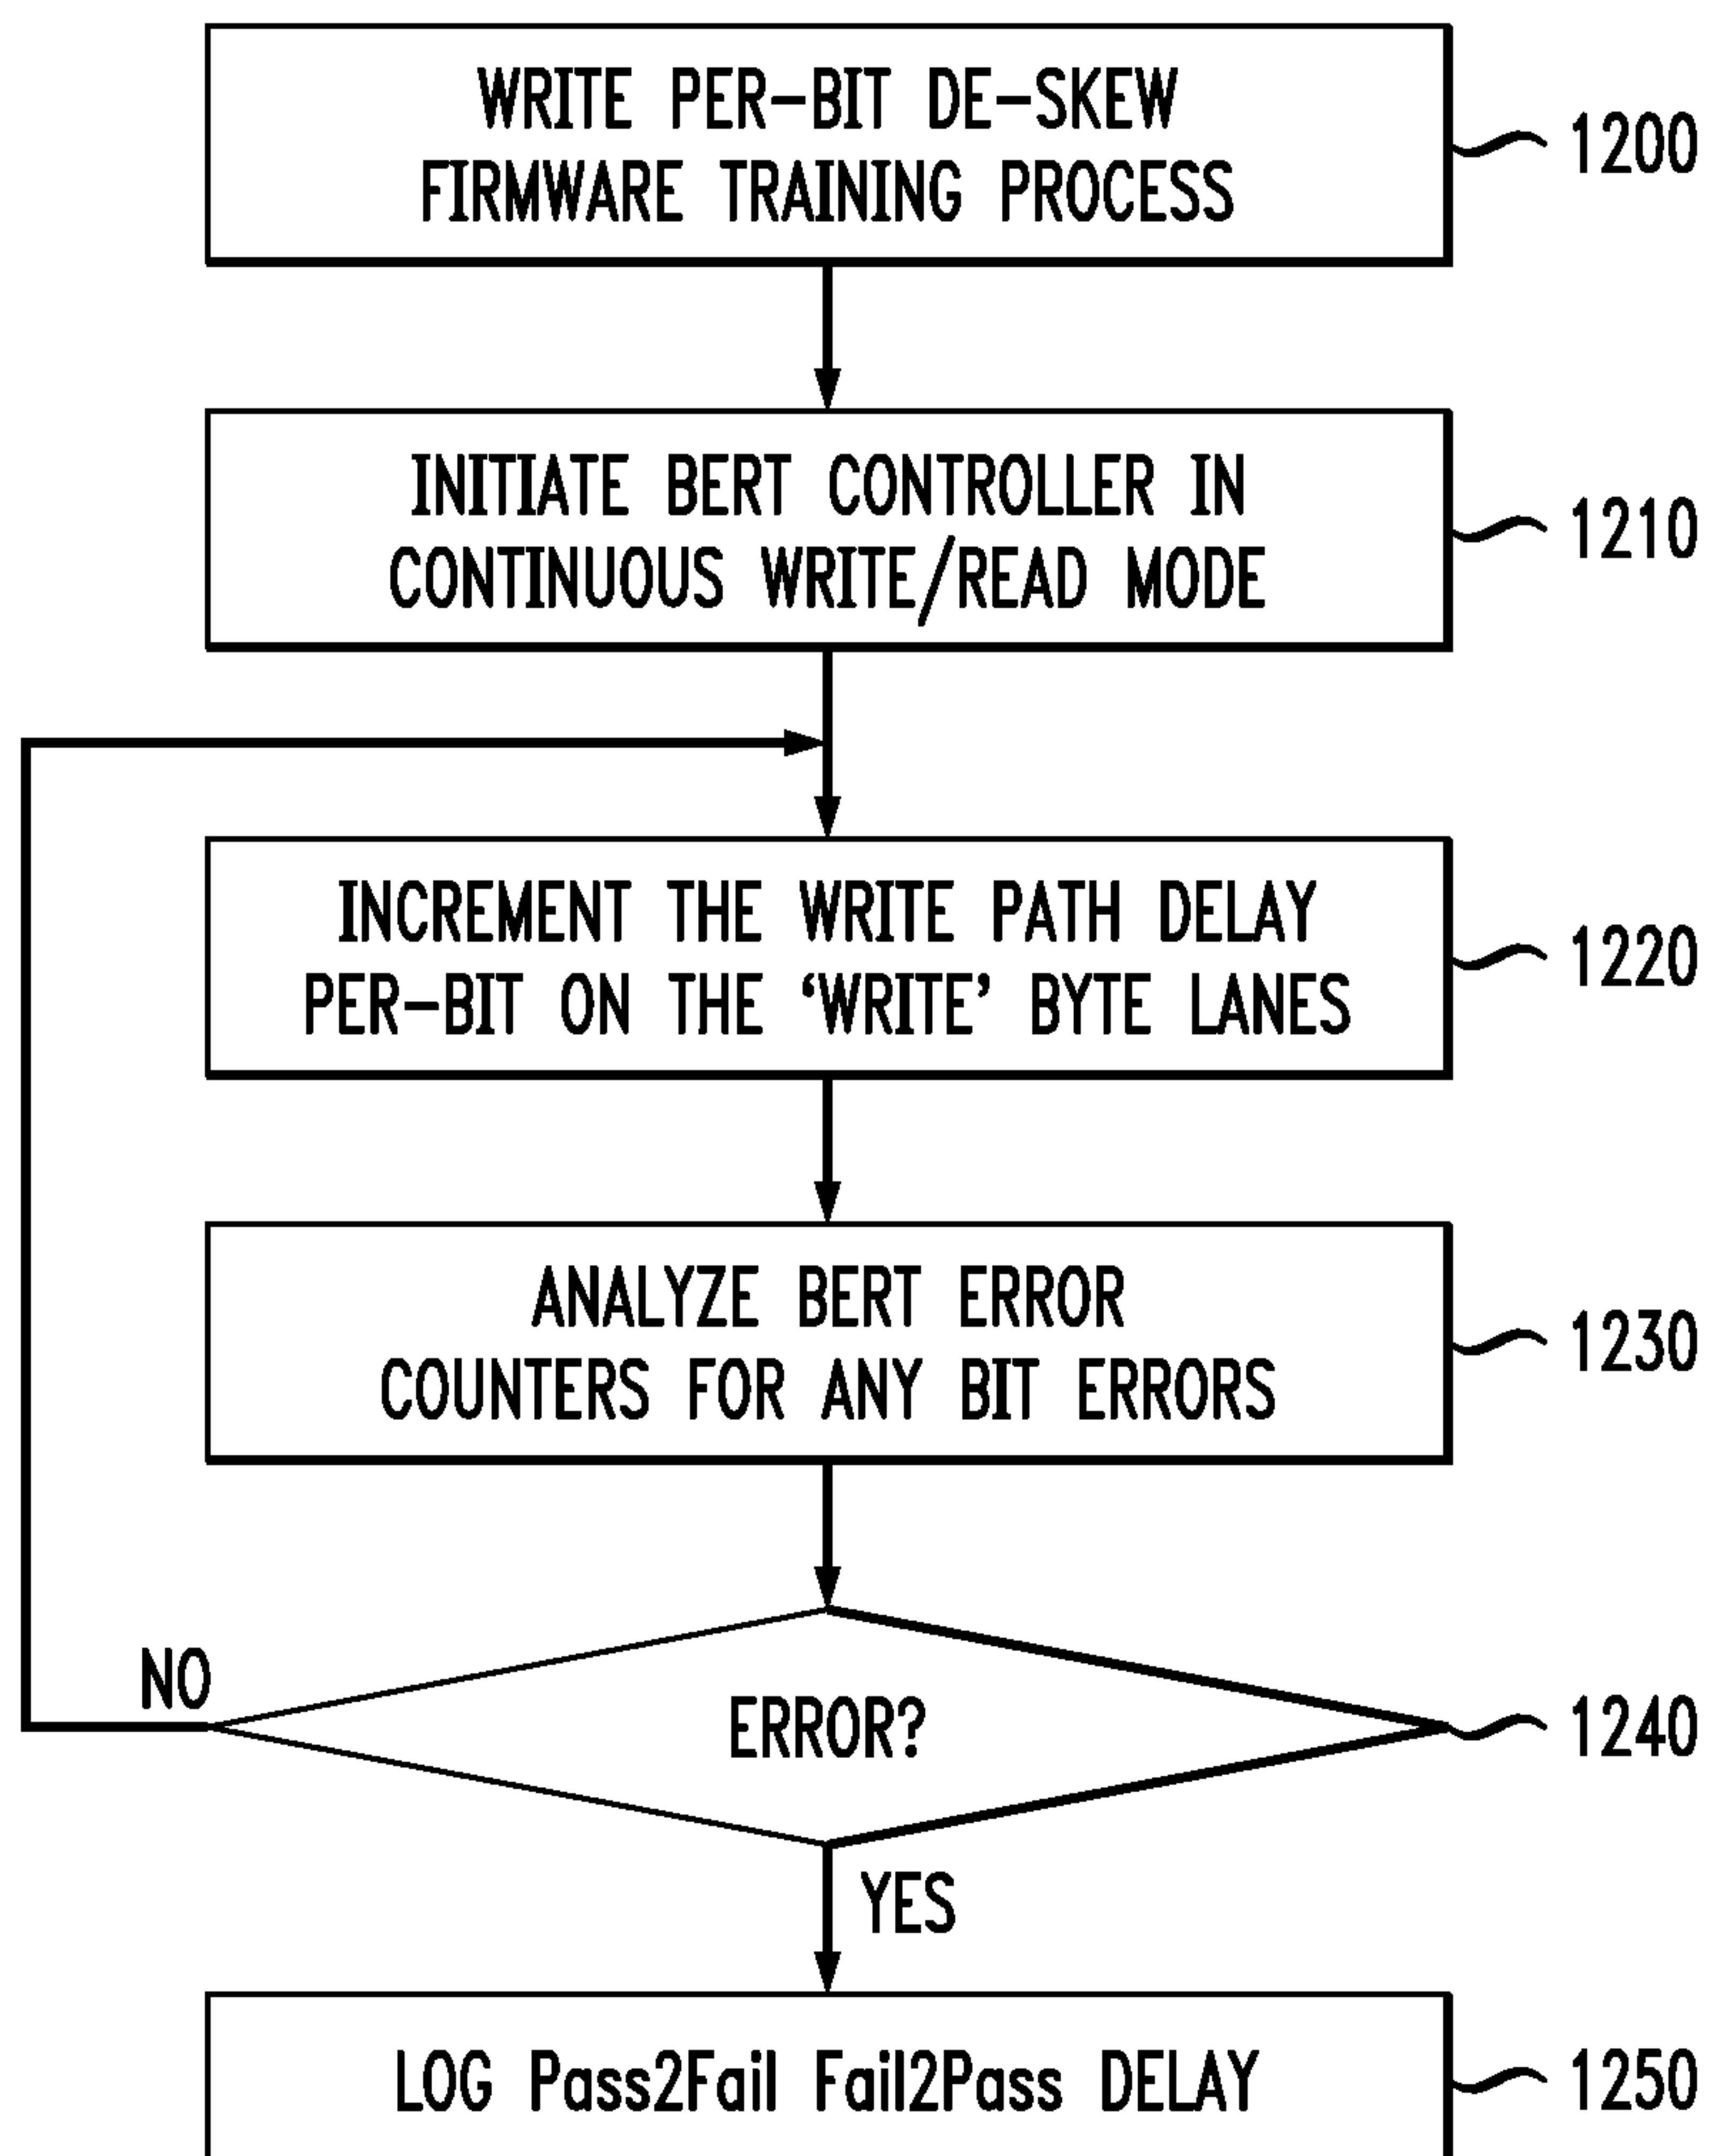 WRITE PER-BIT DE-SKEW
FIRMWARE TRAINING PROCESS
1200
INITIATE BERT CONTROLLER IN
CONTINUOUS WRITE/READ MODE
1210
INCREMENT THE WRITE PATH DELAY
PER-BIT ON THE ‘WRITE’ BYTE LANES
1220
ANALYZE BERT ERROR
COUNTERS FOR ANY BIT ERRORS
1230
NO
ERROR?
1240
YES
LOG Pass2Fail Fail2Pass DELAY
1250